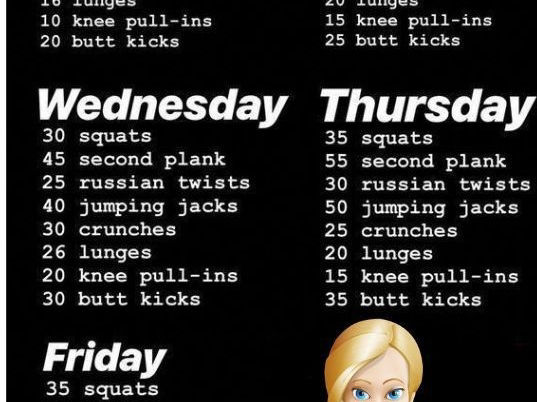 16 lunges
10 knee pull-ins
20 butt kicks
20 lunges
15 knee pull-ins
25 butt kicks
Wednesday
30 squats
45 second plank
25 russian twists
40 jumping jacks
30 crunches
26 lunges
20 knee pull-ins
30 butt kicks
Thursday
35 squats
55 second plank
30 russian twists
50 jumping jacks
25 crunches
20 lunges
15 knee pull-ins
35 butt kicks
Friday
35 squats